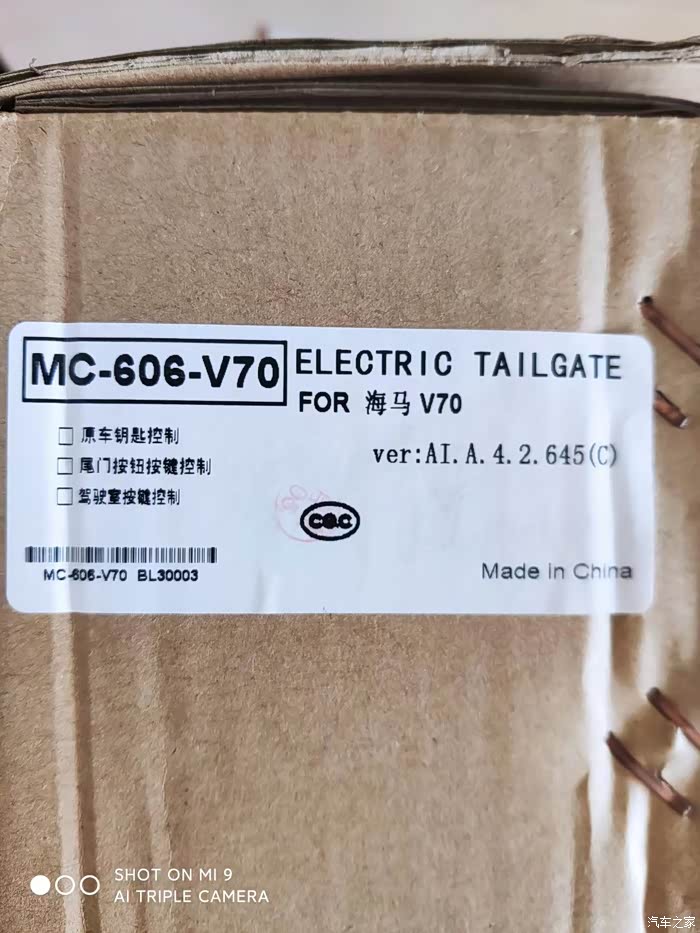 MC-606-V70
ELECTRIC TAILGATE
FOR 海马 V70
原车钥匙控制
尾门按钮按键控制
驾驶室按键控制
ver:AI.A.4.2.645(C)
CQC
MC-606-V70 BL30003
Made in China
SHOT ON MI 9
AI TRIPLE CAMERA
汽车之家